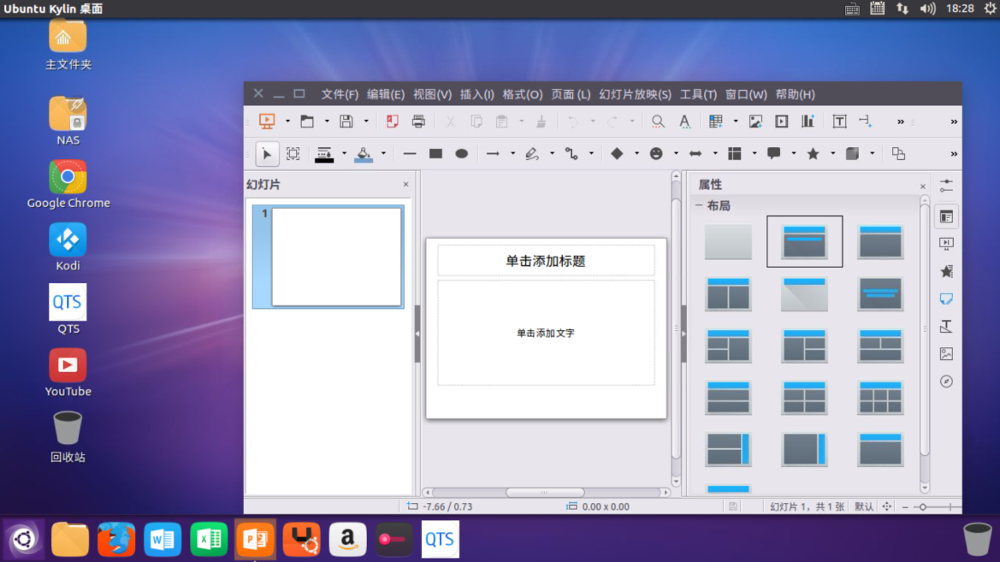 Ubuntu Kylin 桌面
18:28
主文件夹
NAS
Google Chrome
Kodi
QTS
QTS
YouTube
回收站
文件(F) 编辑(E) 视图(V) 插入(I) 格式(O) 页面 (L) 幻灯片放映(S) 工具(T) 窗口(W) 帮助(H)
幻灯片
1
单击添加标题
单击添加文字
属性
布局
-7.66 / 0.73
0.00 x 0.00
幻灯片 1，共 1 张
默认
W
X
P
a
QTS